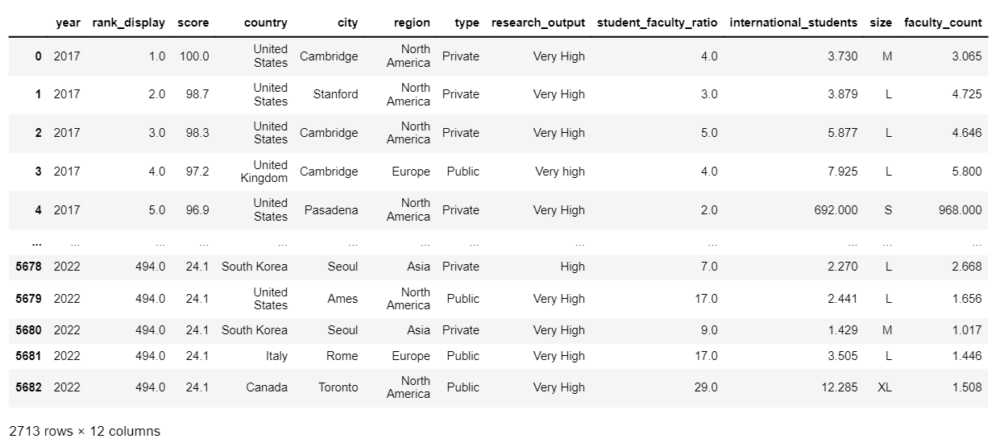 year rank_display score country city region type research_output student_faculty_ratio international_students size faculty_count
0 2017 1.0 100.0 United States Cambridge North America Private Very High 4.0 3.730 M 3.065
1 2017 2.0 98.7 United States Stanford North America Private Very High 3.0 3.879 L 4.725
2 2017 3.0 98.3 United States Cambridge North America Private Very High 5.0 5.877 L 4.646
3 2017 4.0 97.2 United Kingdom Cambridge Europe Public Very high 4.0 7.925 L 5.800
4 2017 5.0 96.9 United States Pasadena North America Private Very High 2.0 692.000 S 968.000
... ... ... ... ... ... ... ... ... ... ... ... ...
5678 2022 494.0 24.1 South Korea Seoul Asia Private High 7.0 2.270 L 2.668
5679 2022 494.0 24.1 United States Ames North America Public Very High 17.0 2.441 L 1.656
5680 2022 494.0 24.1 South Korea Seoul Asia Private Very High 9.0 1.429 M 1.017
5681 2022 494.0 24.1 Italy Rome Europe Public Very High 17.0 3.505 L 1.446
5682 2022 494.0 24.1 Canada Toronto North America Public Very High 29.0 12.285 XL 1.508
2713 rows × 12 columns